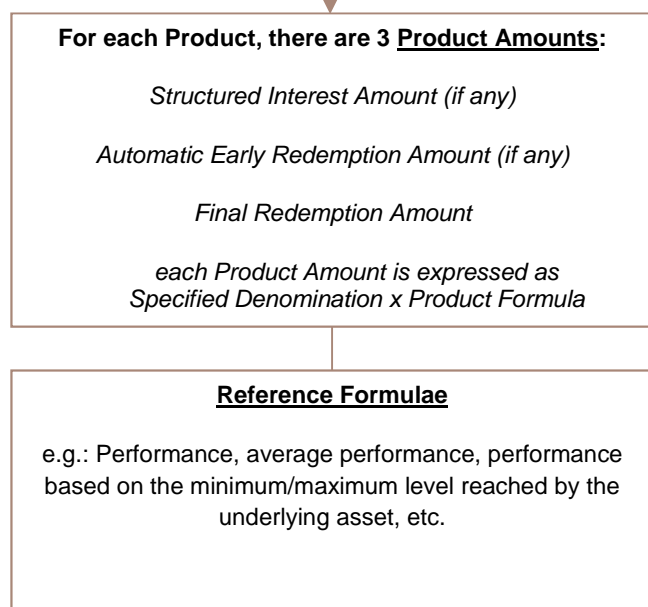 For each Product, there are 3 Product Amounts:
Structured Interest Amount (if any)
Automatic Early Redemption Amount (if any)
Final Redemption Amount
each Product Amount is expressed as
Specified Denomination x Product Formula
Reference Formulae
e.g.: Performance, average performance, performance
based on the minimum/maximum level reached by the
underlying asset, etc.